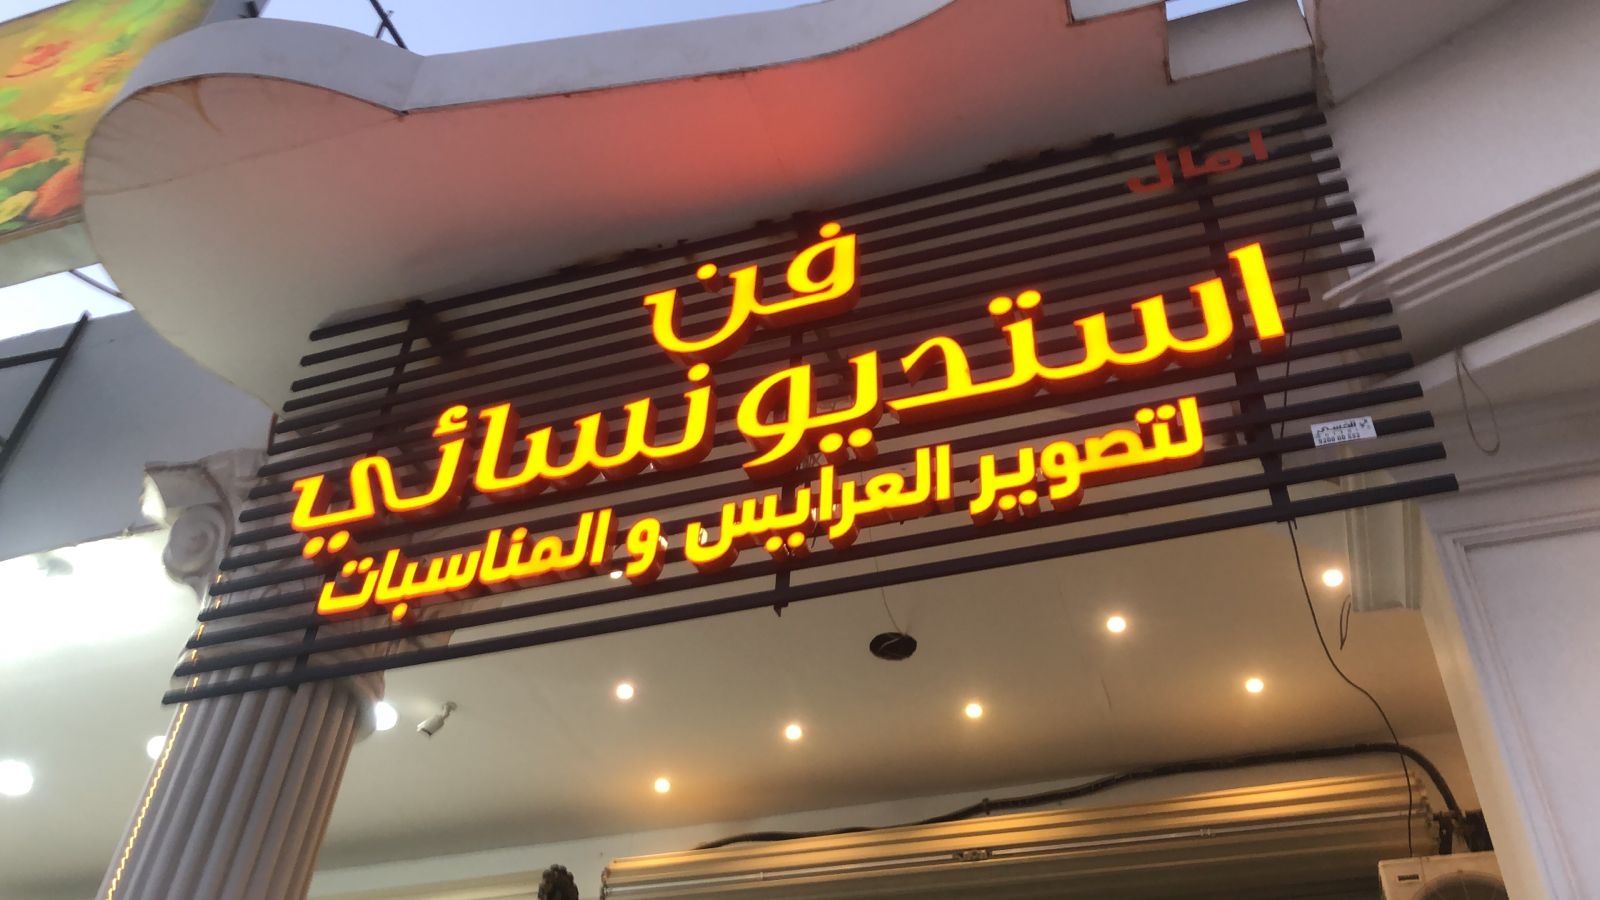 امال
فن
استديو نسائي
لتصوير العرايس و المناسبات